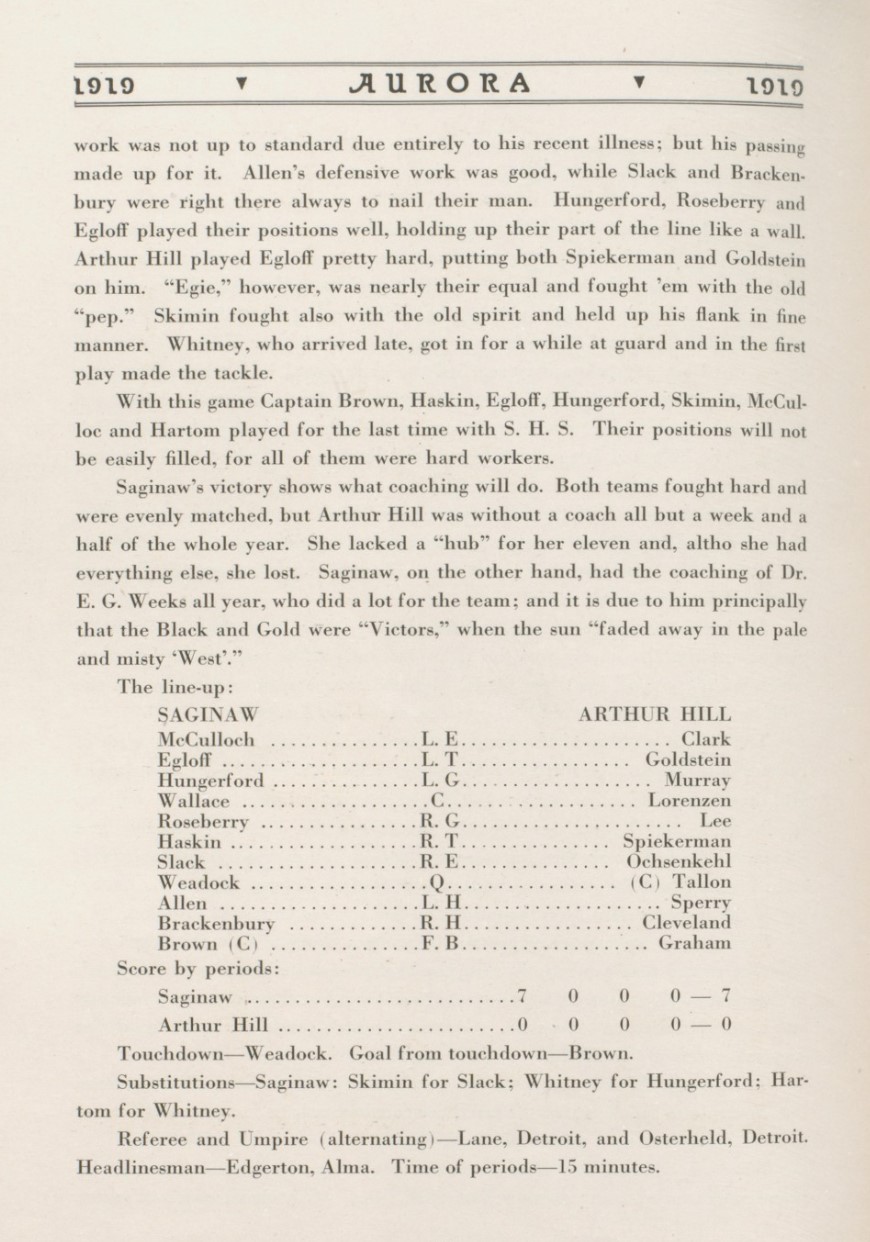 1919 ▼ AURORA ▼ 1919
work was not up to standard due entirely to his recent illness; but his passing
made up for it. Allen's defensive work was good, while Slack and Bracken-
bury were right there always to nail their man. Hungerford, Roseberry and
Egloff played their positions well, holding up their part of the line like a wall.
Arthur Hill played Egloff pretty hard, putting both Spiekerman and Goldstein
on him. “Egie,” however, was nearly their equal and fought ’em with the old
“pep.” Skimin fought also with the old spirit and held up his flank in fine
manner. Whitney, who arrived late, got in for a while at guard and in the first
play made the tackle.
With this game Captain Brown, Haskin, Egloff, Hungerford, Skimin, McCul-
loc and Hartom played for the last time with S. H. S. Their positions will not
be easily filled, for all of them were hard workers.
Saginaw's victory shows what coaching will do. Both teams fought hard and
were evenly matched, but Arthur Hill was without a coach all but a week and a
half of the whole year. She lacked a “hub” for her eleven and, altho she had
everything else, she lost. Saginaw, on the other hand, had the coaching of Dr.
E. G. Weeks all year, who did a lot for the team; and it is due to him principally
that the Black and Gold were “Victors,” when the sun “faded away in the pale
and misty ‘West’.”
The line-up:
SAGINAW ARTHUR HILL
McCulloch ............... L. E. .................... Clark
Egloff .................... L. T. ................ Goldstein
Hungerford ............... L. G. .................. Murray
Wallace ................... C. ................... Lorenzen
Roseberry ................ R. G. ...................... Lee
Haskin ................... R. T. .............. Spiekerman
Slack .................... R. E. .............. Ochsenkehl
Weadock .................. Q. ................ (C) Tallon
Allen .................... L. H. ................... Sperry
Brackenbury ............. R. H. ................ Cleveland
Brown (C) ............... F. B. .................. Graham
Score by periods:
Saginaw ........................... 7 0 0 0 — 7
Arthur Hill ........................ 0 0 0 0 — 0
Touchdown—Weadock. Goal from touchdown—Brown.
Substitutions—Saginaw: Skimin for Slack; Whitney for Hungerford; Har-
tom for Whitney.
Referee and Umpire (alternating)—Lane, Detroit, and Osterheld, Detroit.
Headlinesman—Edgerton, Alma. Time of periods—15 minutes.